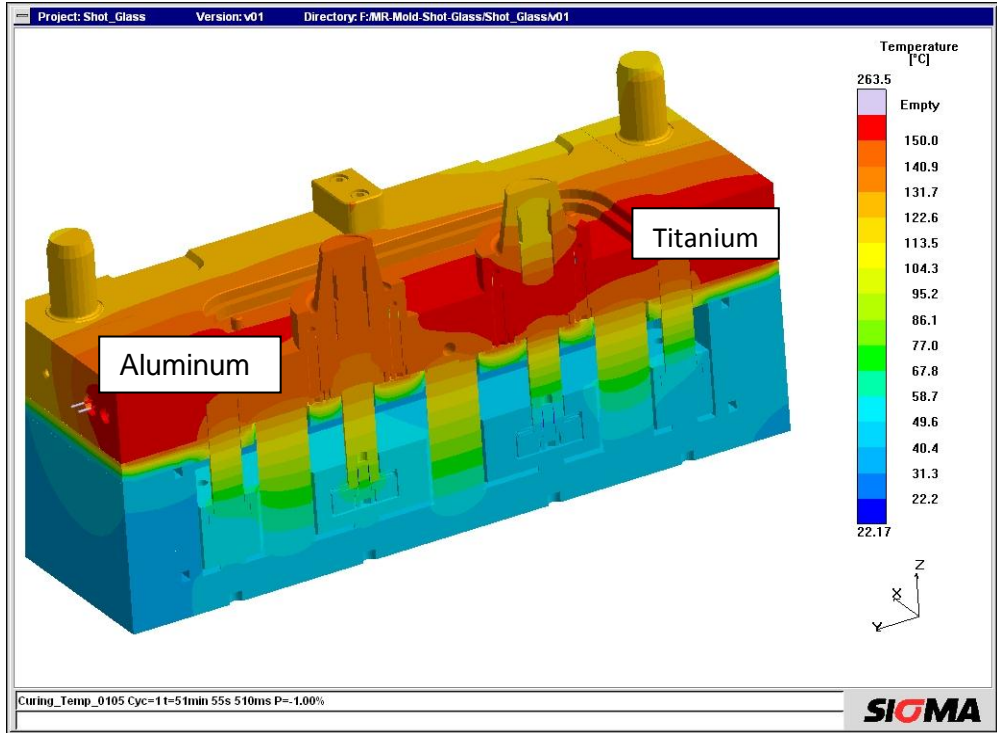 Project: Shot_Glass Version: v01 Directory: F:/MR-Mold-Shot-Glass/Shot_Glass/v01
Temperature
[°C]
263.5
Empty
150.0
140.9
131.7
122.6
113.5
104.3
95.2
86.1
77.0
67.8
58.7
49.6
40.4
31.3
22.2
22.17
Titanium
Aluminum
Z
X
Y
Curing_Temp_0105 Cyc=1 t=51min 55s 510ms P=-1.00%
SIGMA